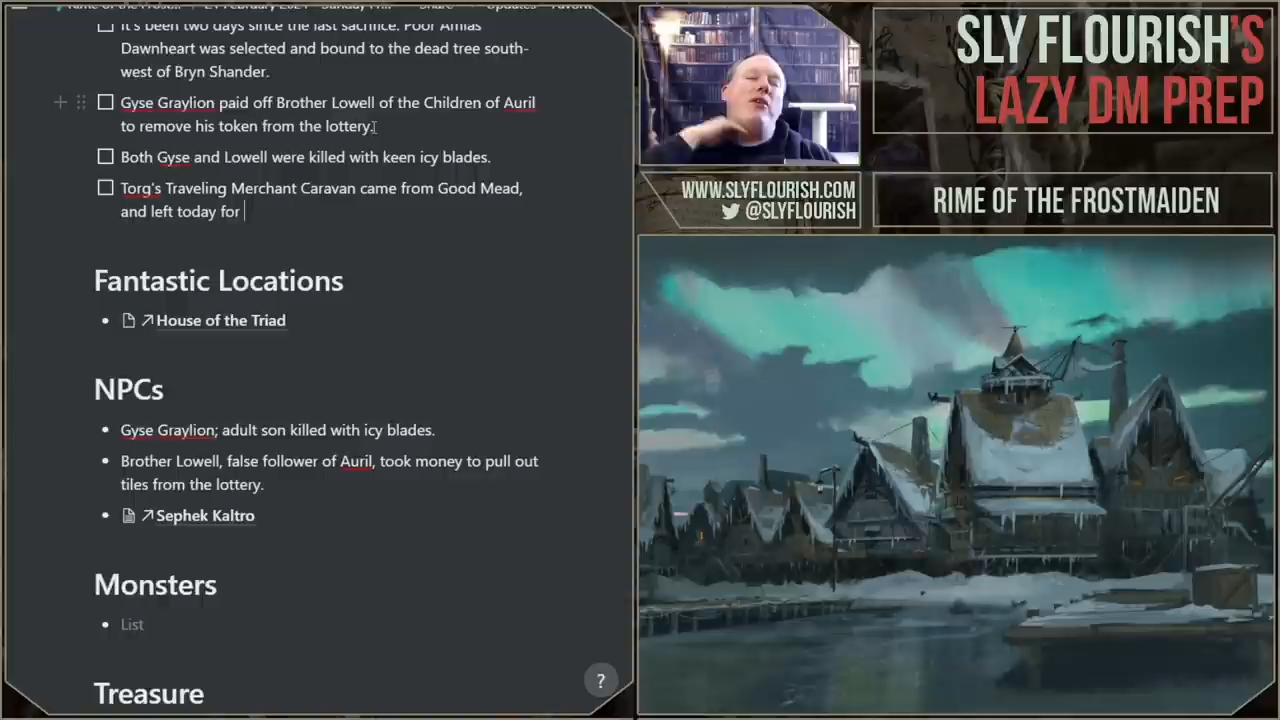 It's been two days since the last sacrifice. Poor Amias
Dawnheart was selected and bound to the dead tree south-
west of Bryn Shander.
Gyse Graylion paid off Brother Lowell of the Children of Auril
to remove his token from the lottery.
Both Gyse and Lowell were killed with keen icy blades.
Torg's Traveling Merchant Caravan came from Good Mead,
and left today for
Fantastic Locations
House of the Triad
NPCs
Gyse Graylion; adult son killed with icy blades.
Brother Lowell, false follower of Auril, took money to pull out
tiles from the lottery.
Sephek Kaltro
Monsters
List
Treasure
?
SLY FLOURISH'S
LAZY DM PREP
WWW.SLYFLOURISH.COM
@SLYFLOURISH
RIME OF THE FROSTMAIDEN